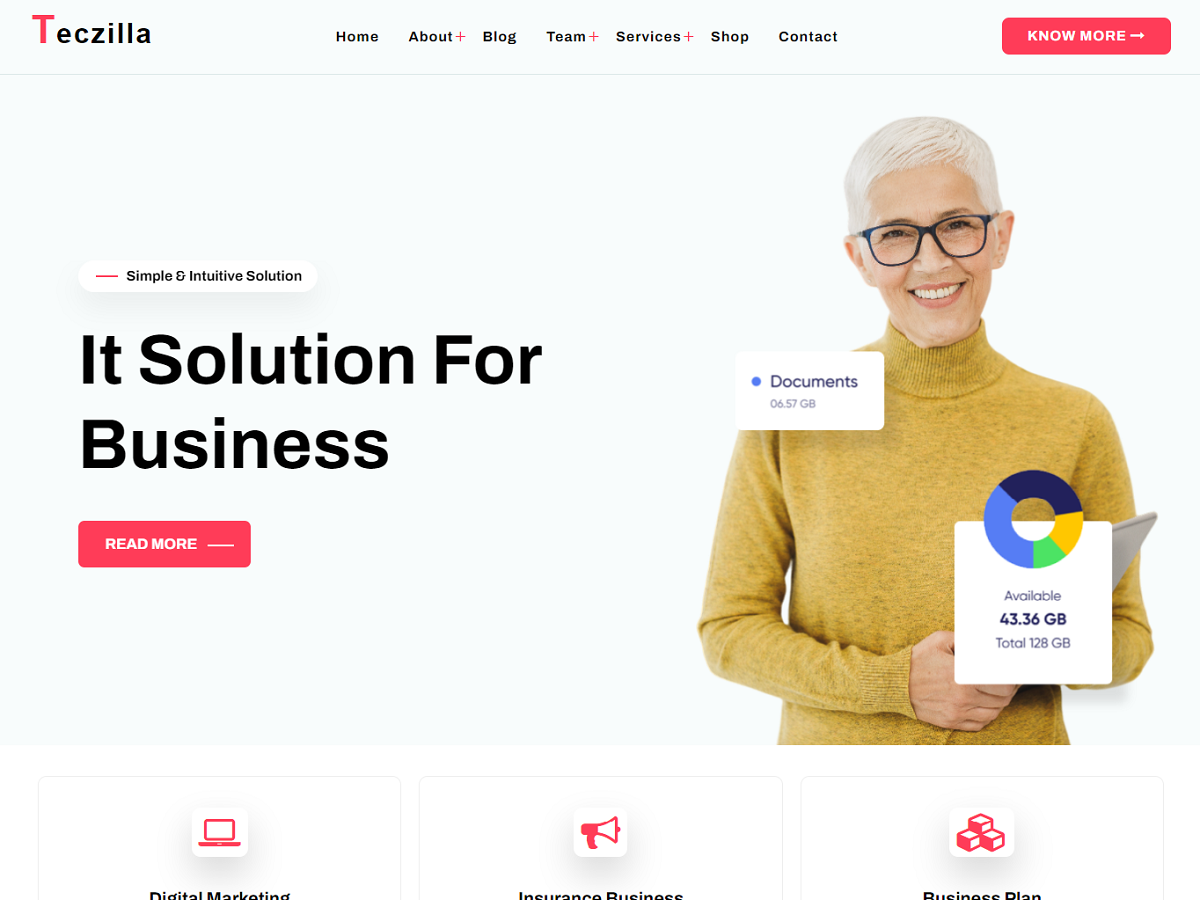 Teczilla
Home About+ Blog Team+ Services+ Shop Contact
KNOW MORE →
Simple & Intuitive Solution
It Solution For
Business
READ MORE
Documents
06.57 GB
Available
43.36 GB
Total 128 GB
Digital Marketing
Insurance Business
Business Plan